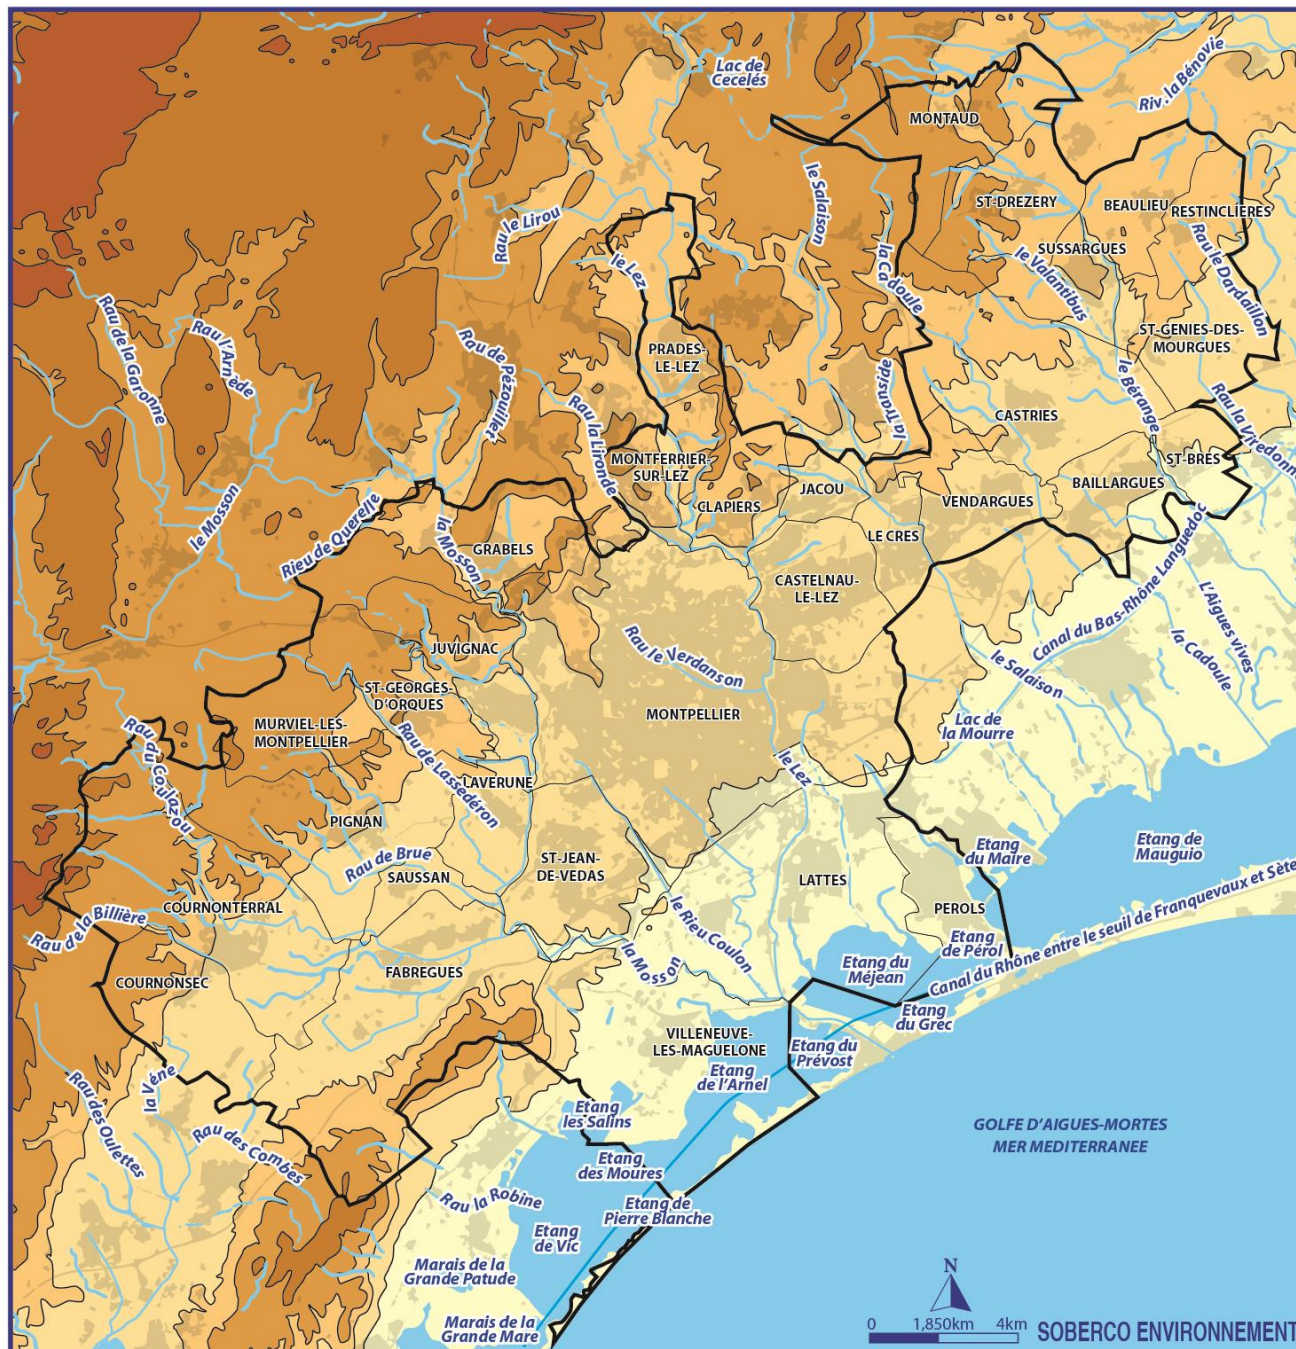 Lac de
Cecelés
Riv. la Bénovie
MONTAUD
le Salaison
ST-DREZERY
BEAULIEU
RESTINCLIÈRES
Rau le Lirou
SUSSARGUES
le Lez
la Cadoule
le Valantibus
Rau le Dardaillon
Rau de la Garonne
Rau l'Arnède
Rau de Pézouillet
PRADES-
LE-LEZ
ST-GENIES-DES-
MOURGUES
la Transude
le Bérange
CASTRIES
Rau la Viredonne
Rau la Lironde
MONTFERRIER-
SUR-LEZ
ST-BRÈS
JACOU
CLAPIERS
VENDARGUES
BAILLARGUES
le Mosson
Rieu de Querelle
la Mosson
GRABELS
LE CRES
CASTELNAU-
LE-LEZ
Canal du Bas-Rhône Languedoc
L'Aigues vives
la Cadoule
JUVIGNAC
Rau le Verdanson
le Salaison
ST-GEORGES-
D'ORQUES
MURVIEL-LES-
MONTPELLIER
MONTPELLIER
Lac de
la Mourre
Rau du Coulazou
Rau de Lassedéron
LAVERUNE
le Lez
PIGNAN
Rau de Brue
SAUSSAN
ST-JEAN-
DE-VEDAS
LATTES
Etang
du Maire
Etang de
Mauguio
COURNONTERRAL
Rau de la Billière
le Rieu Coulon
PEROLS
la Mosson
Etang
de Pérol
Canal du Rhône entre le seuil de Franquevaux et Sète
COURNONSEC
FABREGUES
Etang du
Méjean
Etang
du Grec
VILLENEUVE-
LES-MAGUELONE
Etang du
Prévost
Etang
de l'Arnel
la Véne
Rau des Oulettes
Rau des Combes
Etang
les Salins
GOLFE D'AIGUES-MORTES
MER MEDITERRANEE
Etang
des Moures
Rau la Robine
Etang de
Pierre Blanche
Etang
de Vic
Marais de la
Grande Patude
Marais de la
Grande Mare
N
0 1,850km 4km
SOBERCO ENVIRONNEMENT